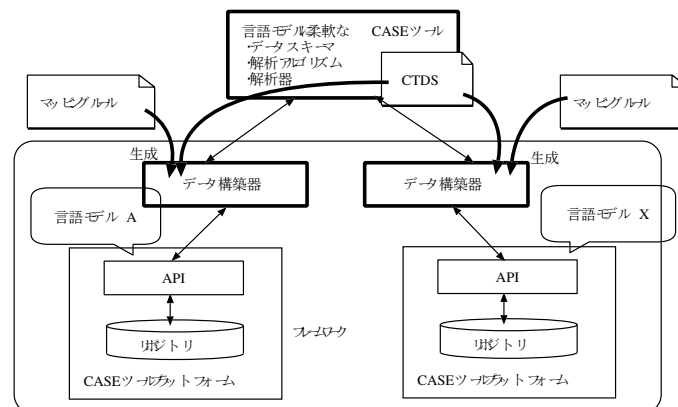 言語モデルに柔軟な CASEツール
・データスキーマ
・解析アルゴリズム
・解析器
CTDS
マッピングルール
マッピングルール
生成
生成
データ構築器
データ構築器
言語モデル A
言語モデル X
API
API
リポジトリ
リポジトリ
フレームワーク
CASEツールプラットフォーム
CASEツールプラットフォーム